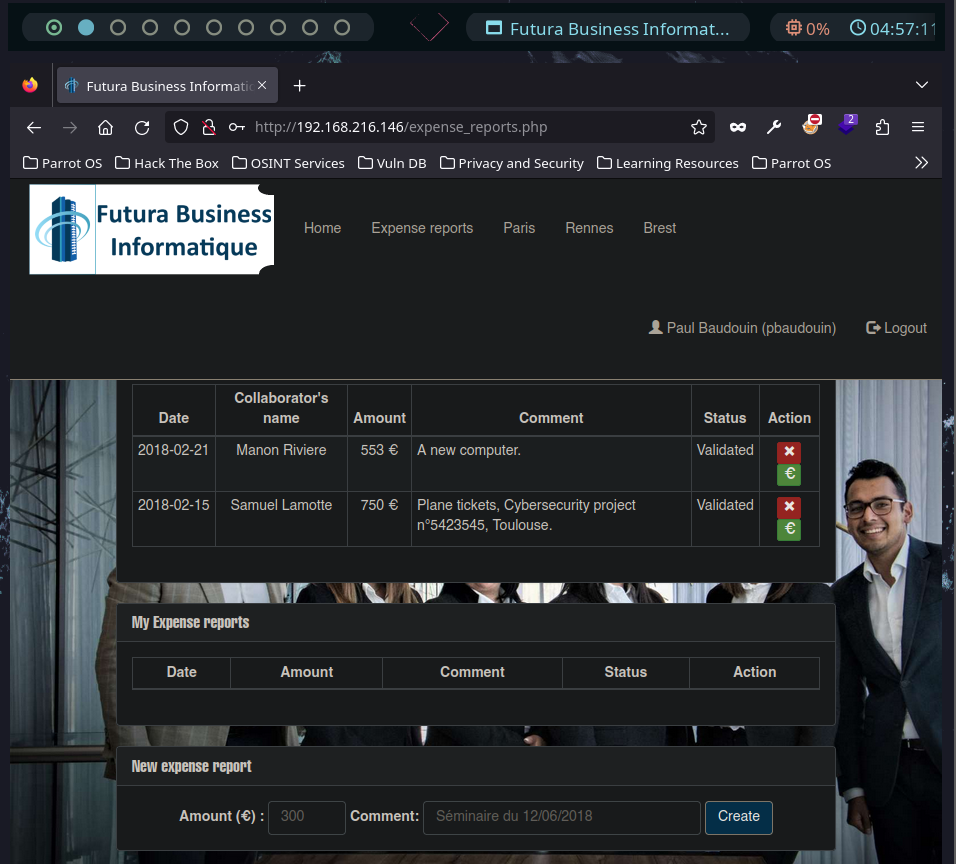 Futura Business Informat... 0% 04:57:11
Futura Business Informatic
http://192.168.216.146/expense_reports.php 2
Parrot OS Hack The Box OSINT Services Vuln DB Privacy and Security Learning Resources Parrot OS
Futura Business
Informatique
Home Expense reports Paris Rennes Brest
Paul Baudouin (pbaudouin) Logout
Date Collaborator's name Amount Comment Status Action
2018-02-21 Manon Riviere 553 € A new computer. Validated
€
2018-02-15 Samuel Lamotte 750 € Plane tickets, Cybersecurity project Validated
n°5423545, Toulouse.
€
My Expense reports
Date Amount Comment Status Action
New expense report
Amount (€) : 300 Comment: Séminaire du 12/06/2018 Create